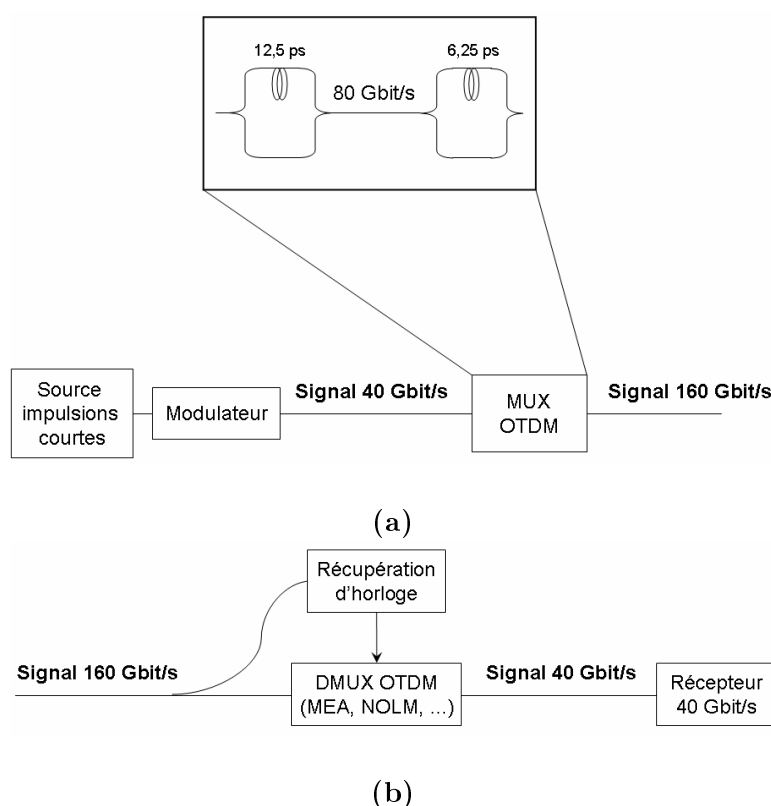 12,5 ps
6,25 ps
80 Gbit/s
Source
impulsions
courtes
Modulateur
Signal 40 Gbit/s
MUX
OTDM
Signal 160 Gbit/s
(a)
Récupération
d'horloge
Signal 160 Gbit/s
DMUX OTDM
(MEA, NOLM, ...)
Signal 40 Gbit/s
Récepteur
40 Gbit/s
(b)